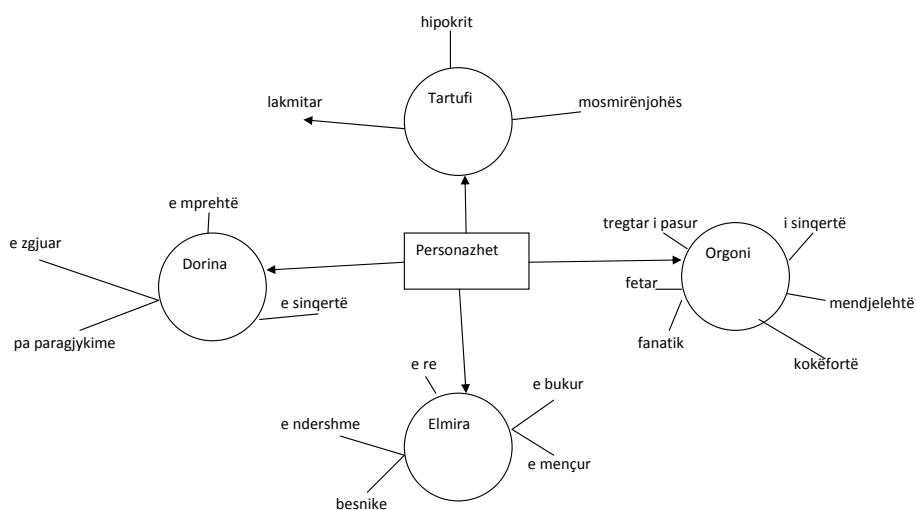 hipokrit
Tartufi
lakmitar
mosmirënjohës
e mprehtë
e zgjuar
Dorina
e sinqertë
pa paragjykime
Personazhet
tregtar i pasur
i sinqertë
Orgoni
fetar
mendjelehtë
fanatik
kokëfortë
e re
e bukur
e ndershme
Elmira
e mençur
besnike